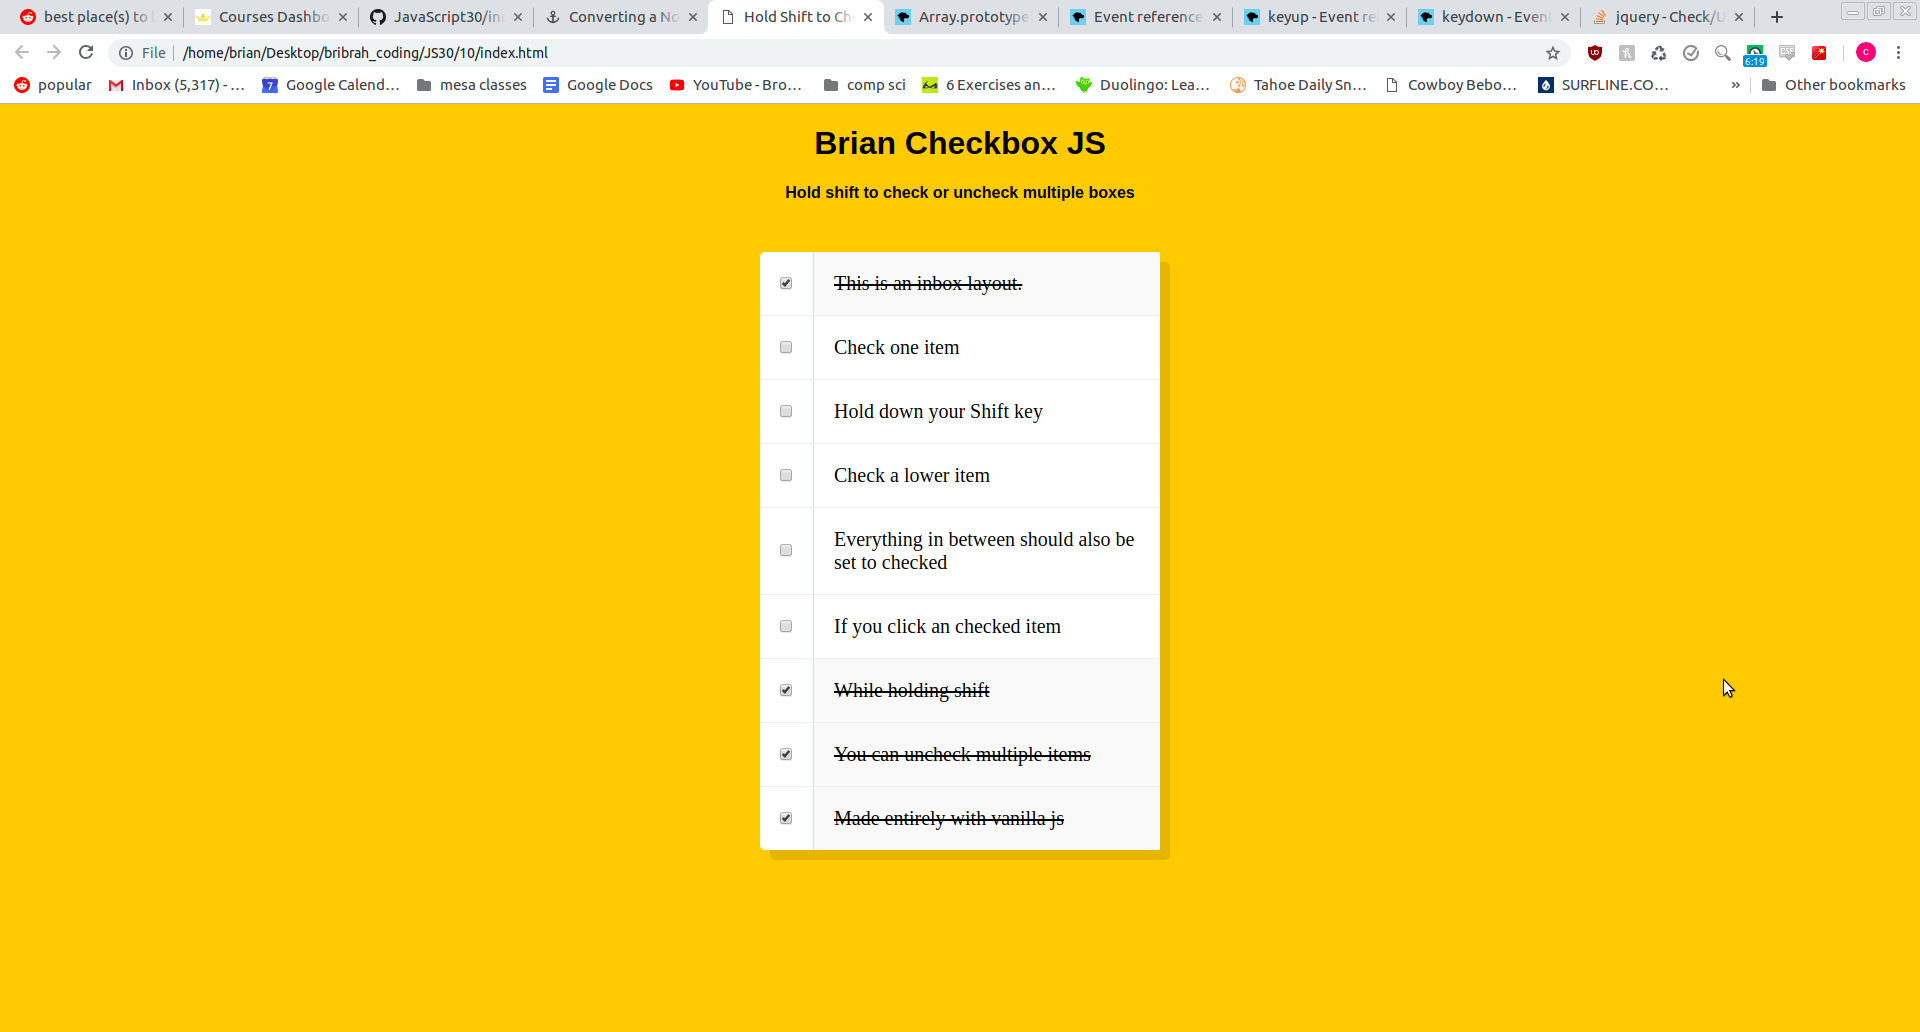 best place(s) to
Courses Dashbo
JavaScript30/in
Converting a No
Hold Shift to Ch
Array.prototype
Event reference
keyup - Event re
keydown - Event
jquery - Check/U
File
/home/brian/Desktop/bribrah_coding/JS30/10/index.html
6:19
popular
Inbox (5,317) - ...
7
Google Calend...
mesa classes
Google Docs
YouTube - Bro...
comp sci
6 Exercises an...
Duolingo: Lea...
Tahoe Daily Sn...
Cowboy Bebo...
SURFLINE.CO...
»
Other bookmarks
Brian Checkbox JS
Hold shift to check or uncheck multiple boxes
This is an inbox layout.
Check one item
Hold down your Shift key
Check a lower item
Everything in between should also be
set to checked
If you click an checked item
While holding shift
You can uncheck multiple items
Made entirely with vanilla js